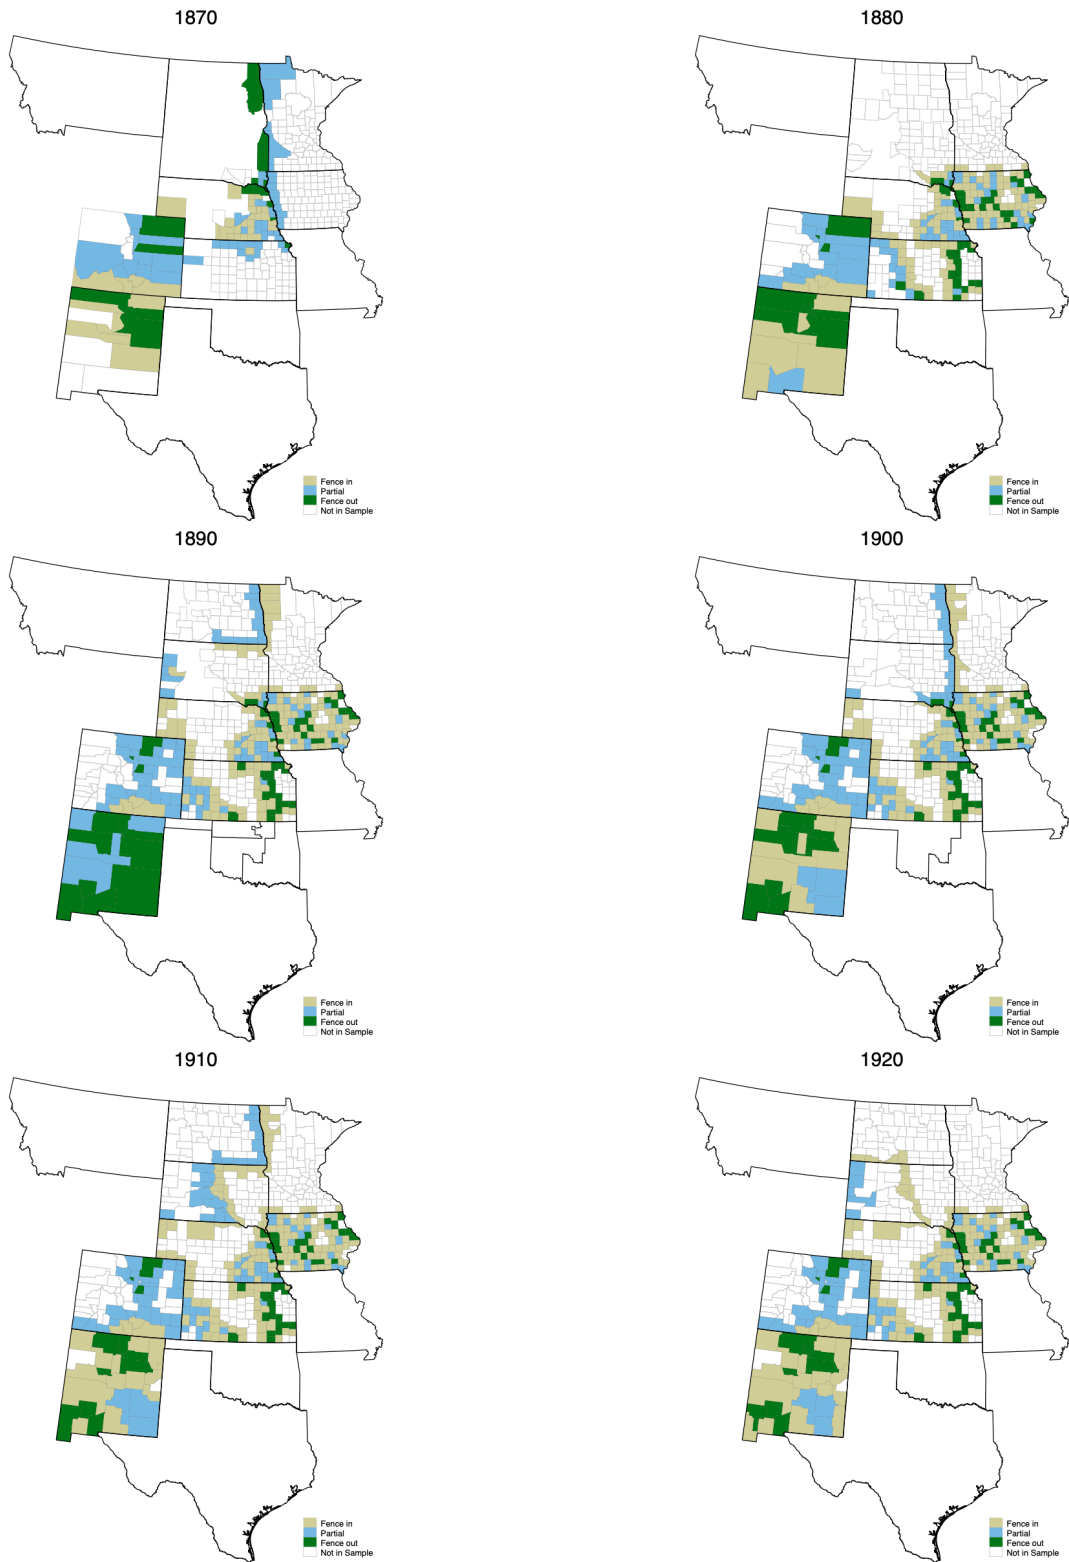 1870
1880
Fence in
Partial
Fence out
Not in Sample
Fence in
Partial
Fence out
Not in Sample
1890
1900
Fence in
Partial
Fence out
Not in Sample
Fence in
Partial
Fence out
Not in Sample
1910
1920
Fence in
Partial
Fence out
Not in Sample
Fence in
Partial
Fence out
Not in Sample